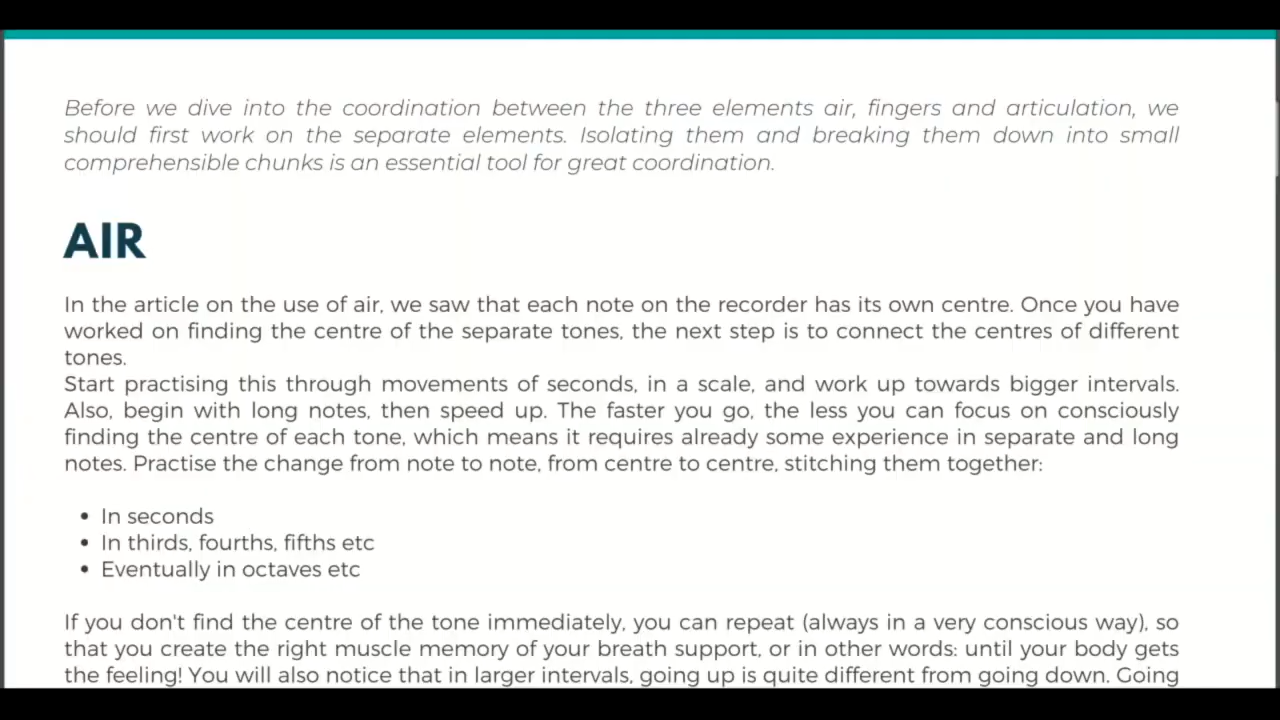 Before we dive into the coordination between the three elements air, fingers and articulation, we
should first work on the separate elements. Isolating them and breaking them down into small
comprehensible chunks is an essential tool for great coordination.
AIR
In the article on the use of air, we saw that each note on the recorder has its own centre. Once you have
worked on finding the centre of the separate tones, the next step is to connect the centres of different
tones.
Start practising this through movements of seconds, in a scale, and work up towards bigger intervals.
Also, begin with long notes, then speed up. The faster you go, the less you can focus on consciously
finding the centre of each tone, which means it requires already some experience in separate and long
notes. Practise the change from note to note, from centre to centre, stitching them together:
• In seconds
• In thirds, fourths, fifths etc
• Eventually in octaves etc
If you don't find the centre of the tone immediately, you can repeat (always in a very conscious way), so
that you create the right muscle memory of your breath support, or in other words: until your body gets
the feeling! You will also notice that in larger intervals, going up is quite different from going down. Going